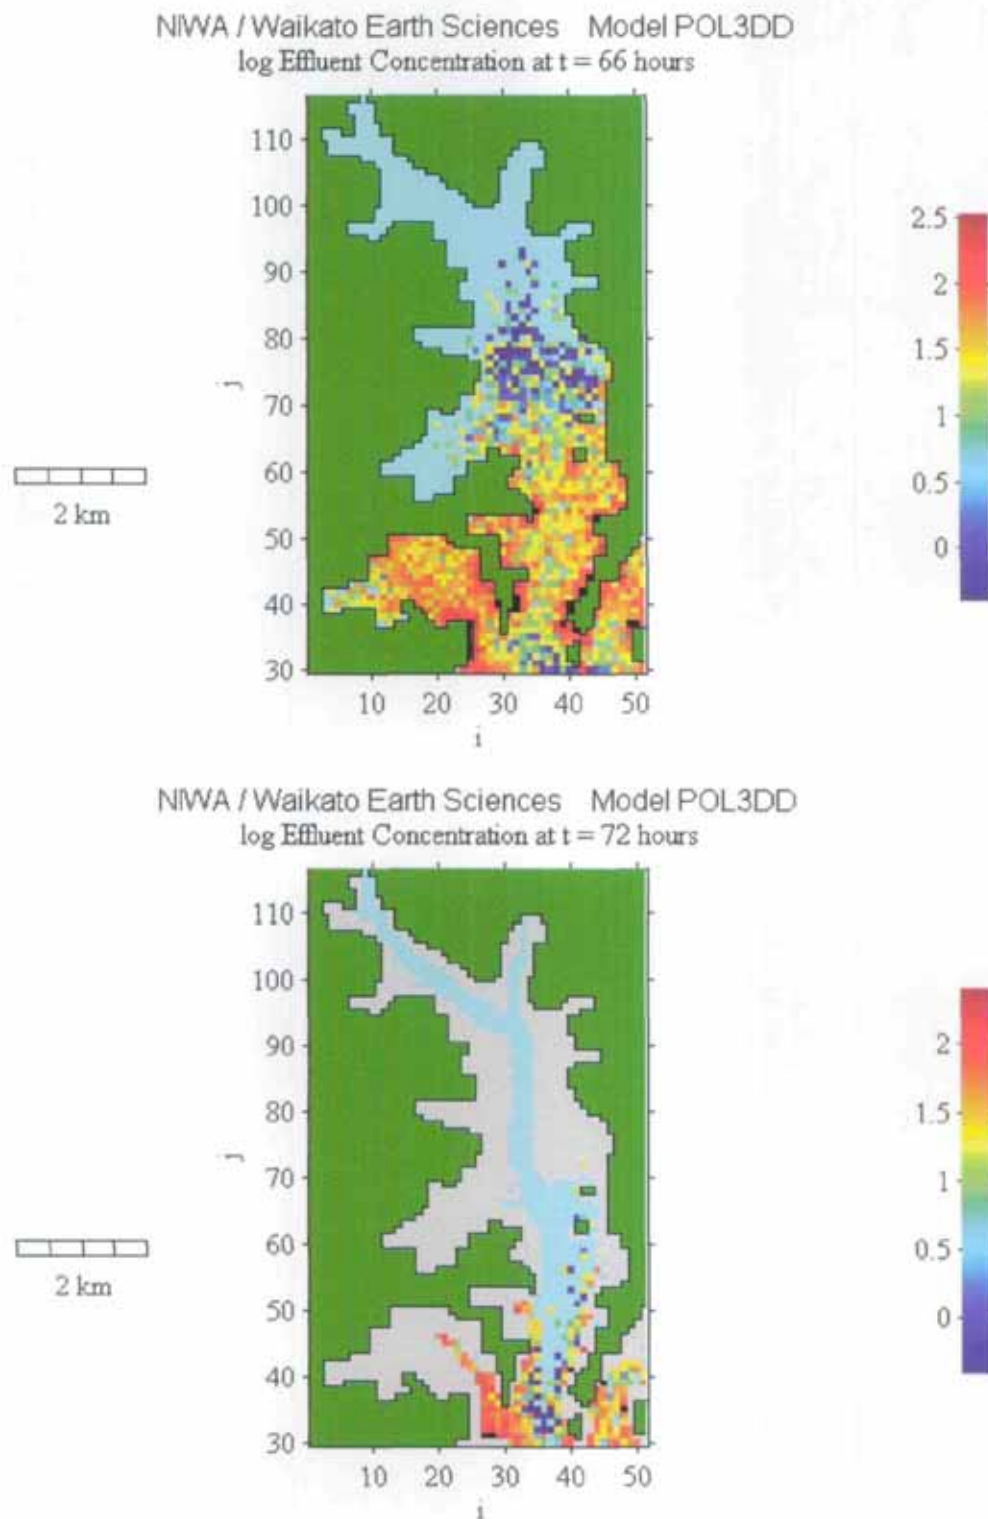 NIWA / Waikato Earth Sciences Model POL3DD
log Effluent Concentration at t = 66 hours
110
100
90
80
70
60
50
40
30
j
10 20 30 40 50
i
2 km
2.5
2
1.5
1
0.5
0
NIWA / Waikato Earth Sciences Model POL3DD
log Effluent Concentration at t = 72 hours
110
100
90
80
70
60
50
40
30
j
10 20 30 40 50
i
2 km
2
1.5
1
0.5
0